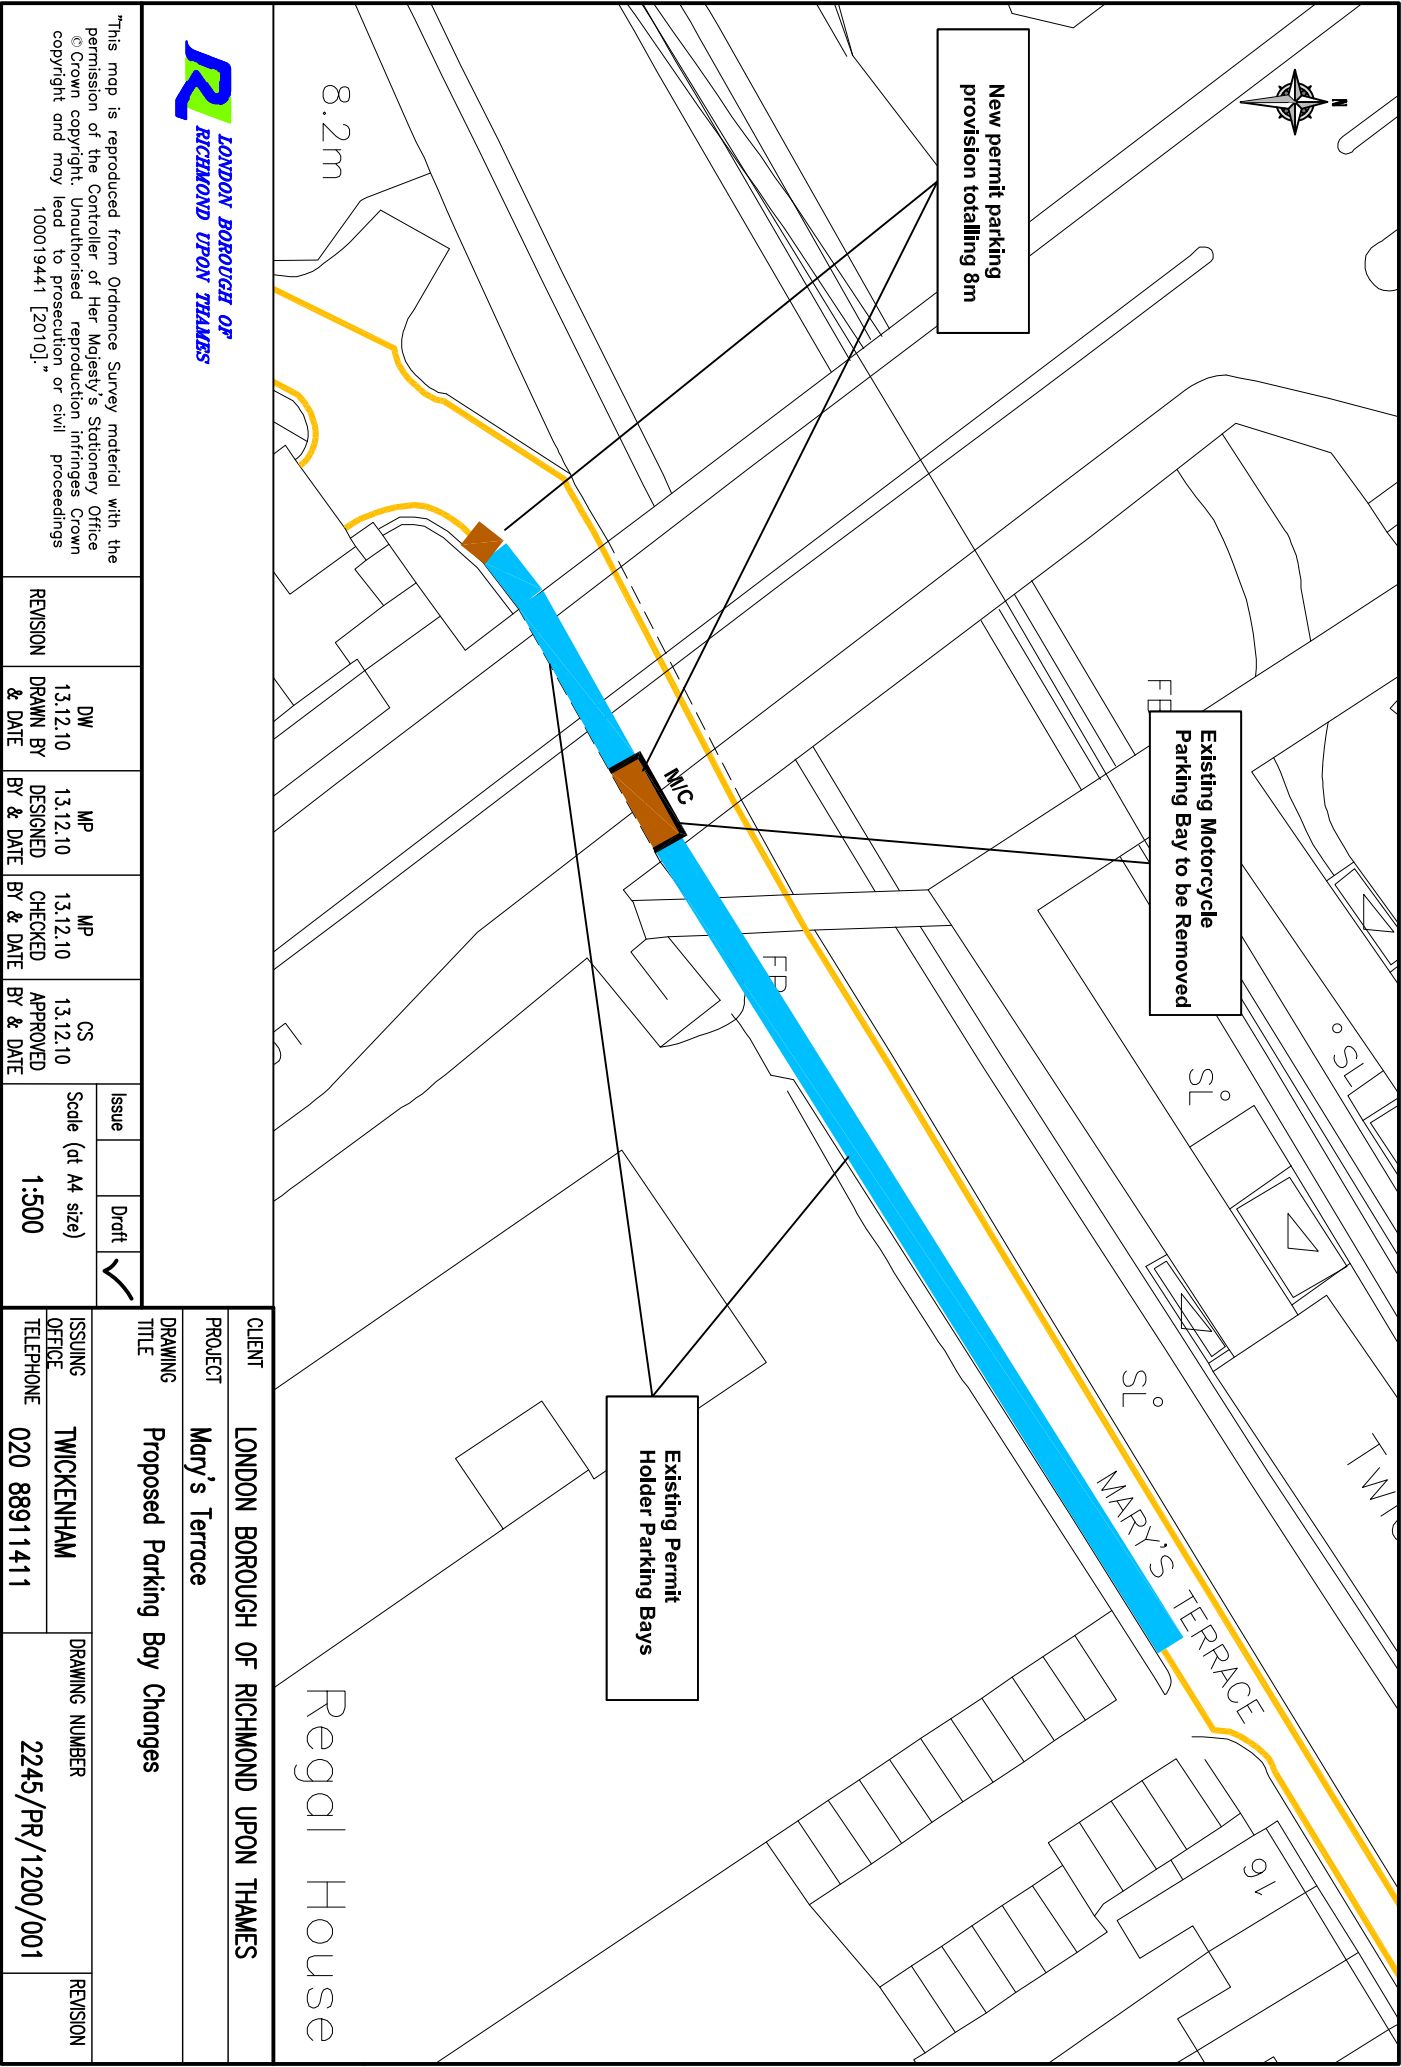 N
New permit parking
provision totalling 8m
Existing Motorcycle
Parking Bay to be Removed
M/C
FP
SL
SL
SL
MARY'S TERRACE
16
8.2m
Existing Permit
Holder Parking Bays
Regal House
LONDON BOROUGH OF
RICHMOND UPON THAMES
"This map is reproduced from Ordnance Survey material with the
permission of the Controller of Her Majesty's Stationery Office
© Crown copyright. Unauthorised reproduction infringes Crown
copyright and may lead to prosecution or civil proceedings
100019441 [2010]."
REVISION
DW
13.12.10
DRAWN BY
& DATE
MP
13.12.10
DESIGNED
BY & DATE
MP
13.12.10
CHECKED
BY & DATE
CS
13.12.10
APPROVED
BY & DATE
Issue
Draft
Scale (at A4 size)
1:500
CLIENT
LONDON BOROUGH OF RICHMOND UPON THAMES
PROJECT
Mary's Terrace
DRAWING
TITLE
Proposed Parking Bay Changes
ISSUING
OFFICE
TWICKENHAM
TELEPHONE
020 88911411
DRAWING NUMBER
2245/PR/1200/001
REVISION